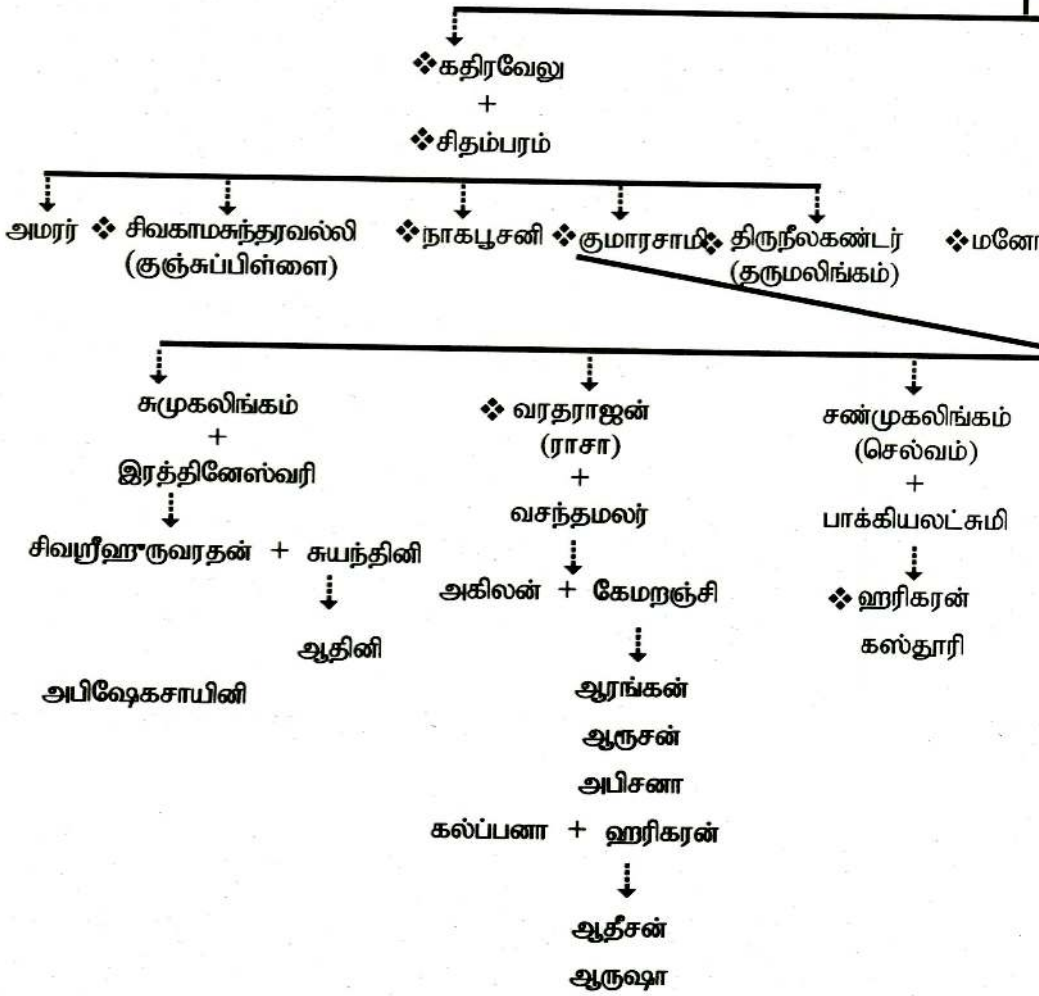 ❖கதிரவேலு
+
❖சிதம்பரம்
அமரர் ❖ சிவகாமசுந்தரவல்லி ❖நாகபூசனி ❖குமாரசாமி❖ திருநீலகண்டர் ❖மனோ
(குஞ்சுப்பிள்ளை) (தருமலிங்கம்)
சுமுகலிங்கம் ❖ வரதராஜன் சண்முகலிங்கம்
+ (ராசா) (செல்வம்)
இரத்தினேஸ்வரி + +
வசந்தமலர் பாக்கியலட்சுமி
சிவஸ்ரீஹருவரதன் + சுயந்தினி
அகிலன் + கேமறஞ்சி ❖ ஹரிகரன்
ஆதினி கஸ்தூரி
அபிஷேகசாயினி ஆரங்கன்
ஆரூசன்
அபிசனா
கல்ப்பனா + ஹரிகரன்
ஆதீசன்
ஆருஷா